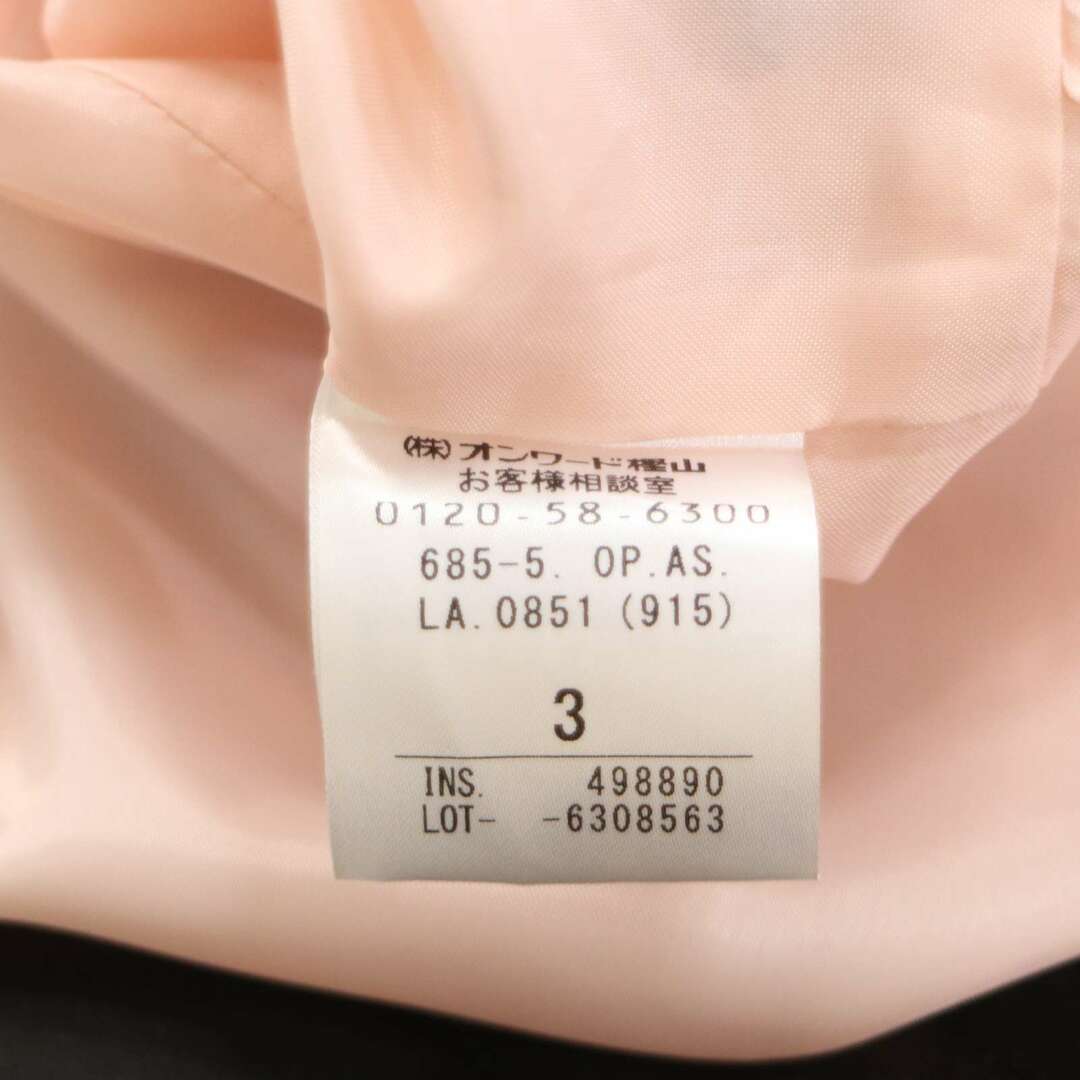 (株)オンワード樫山
お客様相談室
0120-58-6300
685-5. OP.AS.
LA.0851 (915)
3
INS. 498890
LOT- -6308563